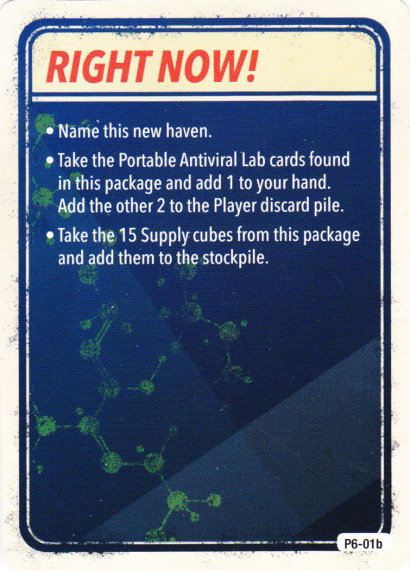 RIGHT NOW!
• Name this new haven.
• Take the Portable Antiviral Lab cards found
in this package and add 1 to your hand.
Add the other 2 to the Player discard pile.
• Take the 15 Supply cubes from this package
and add them to the stockpile.
P6-01b